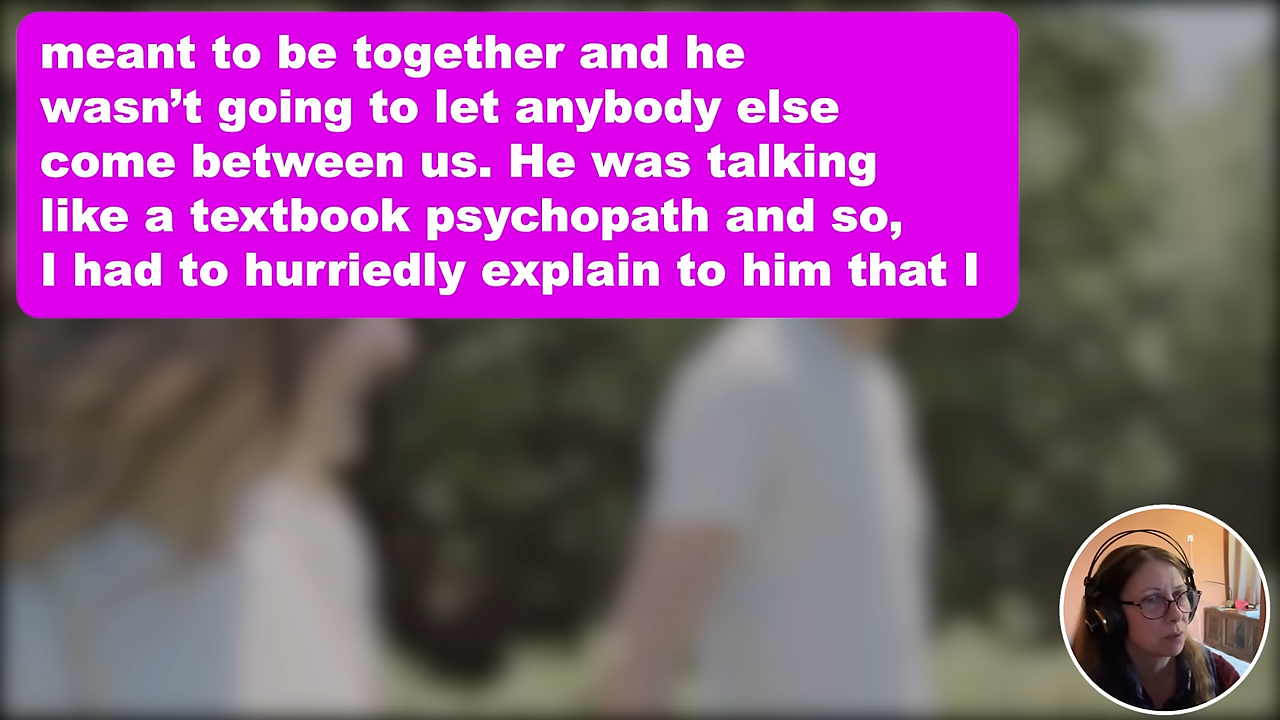 meant to be together and he
wasn’t going to let anybody else
come between us. He was talking
like a textbook psychopath and so,
I had to hurriedly explain to him that I